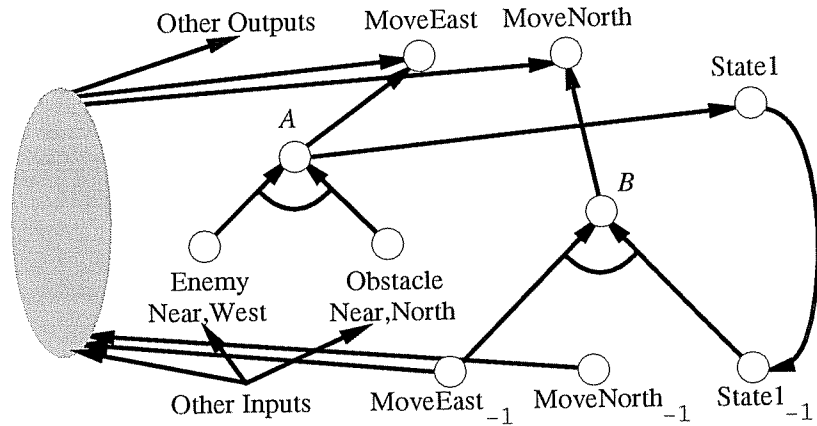 Other Outputs
MoveEast
MoveNorth
State1
A
B
Enemy
Near,West
Obstacle
Near,North
Other Inputs
MoveEast-1
MoveNorth-1
State1-1